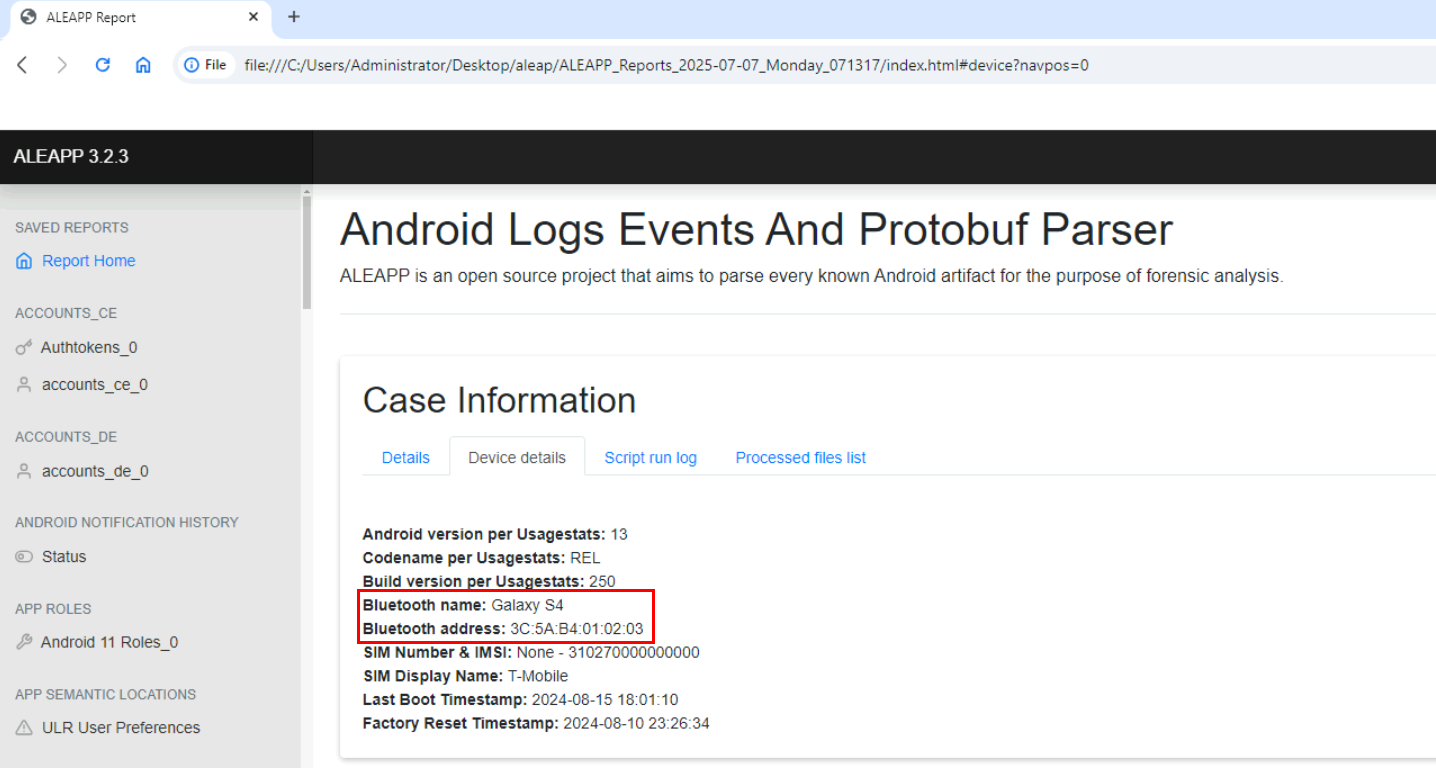 ALEAPP Report
File
file:///C:/Users/Administrator/Desktop/aleap/ALEAPP_Reports_2025-07-07_Monday_071317/index.html#device?navpos=0
ALEAPP 3.2.3
SAVED REPORTS
Report Home
ACCOUNTS_CE
Authtokens_0
accounts_ce_0
ACCOUNTS_DE
accounts_de_0
ANDROID NOTIFICATION HISTORY
Status
APP ROLES
Android 11 Roles_0
APP SEMANTIC LOCATIONS
ULR User Preferences
Android Logs Events And Protobuf Parser
ALEAPP is an open source project that aims to parse every known Android artifact for the purpose of forensic analysis.
Case Information
Details Device details Script run log Processed files list
Android version per Usagestats: 13
Codename per Usagestats: REL
Build version per Usagestats: 250
Bluetooth name: Galaxy S4
Bluetooth address: 3C:5A:B4:01:02:03
SIM Number & IMSI: None - 310270000000000
SIM Display Name: T-Mobile
Last Boot Timestamp: 2024-08-15 18:01:10
Factory Reset Timestamp: 2024-08-10 23:26:34